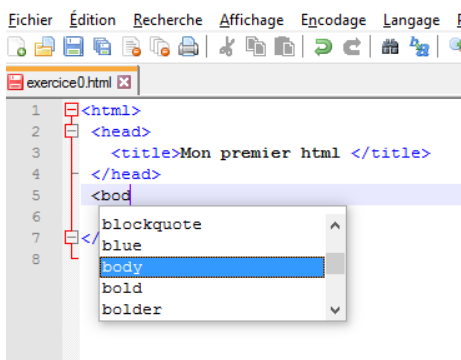 Fichier Édition Recherche Affichage Encodage Langage
exercice0.html
1 <html>
2 <head>
3 <title>Mon premier html </title>
4 </head>
5 <bod
6
7 </
8
blockquote
blue
body
bold
bolder